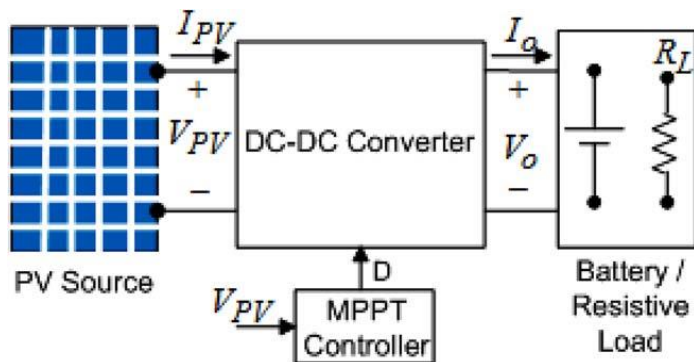 I_PV
I_o
R_L
+
+
V_PV
DC-DC Converter
V_o
−
−
PV Source
D
Battery /
Resistive
Load
V_PV
MPPT
Controller